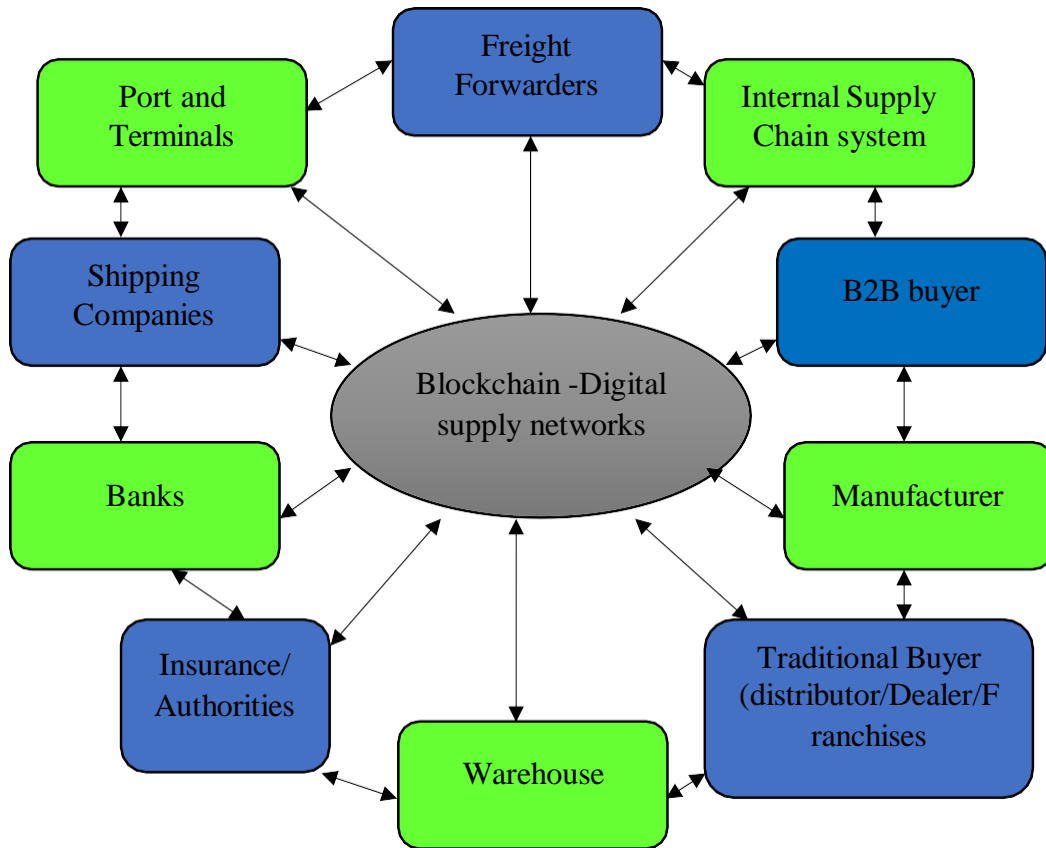 Freight
Forwarders
Port and
Terminals
Internal Supply
Chain system
Shipping
Companies
B2B buyer
Blockchain -Digital
supply networks
Banks
Manufacturer
Insurance/
Authorities
Traditional Buyer
(distributor/Dealer/F
ranchises
Warehouse